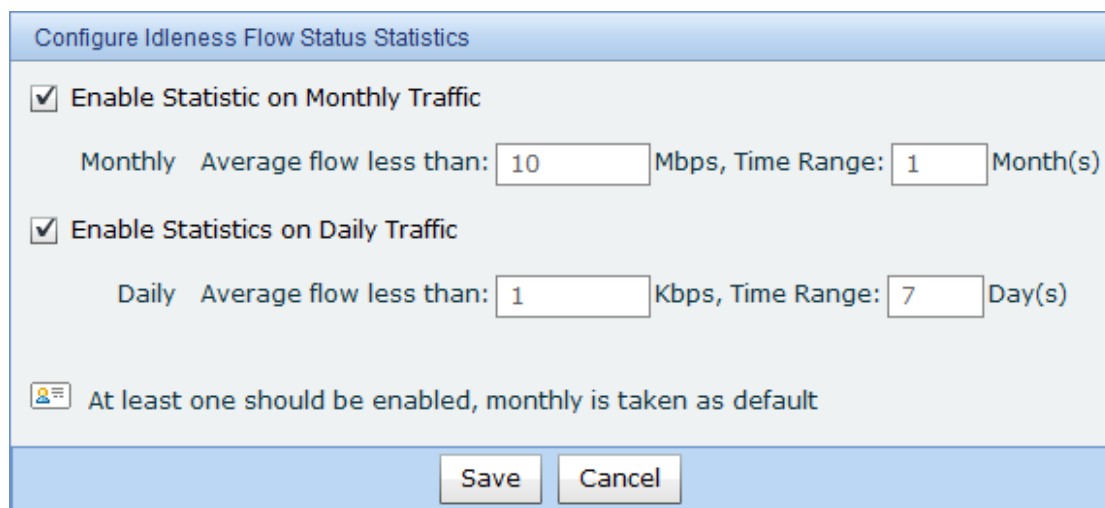 Configure Idleness Flow Status Statistics
Enable Statistic on Monthly Traffic
Monthly Average flow less than: 10 Mbps, Time Range: 1 Month(s)
Enable Statistics on Daily Traffic
Daily Average flow less than: 1 Kbps, Time Range: 7 Day(s)
At least one should be enabled, monthly is taken as default
Save Cancel